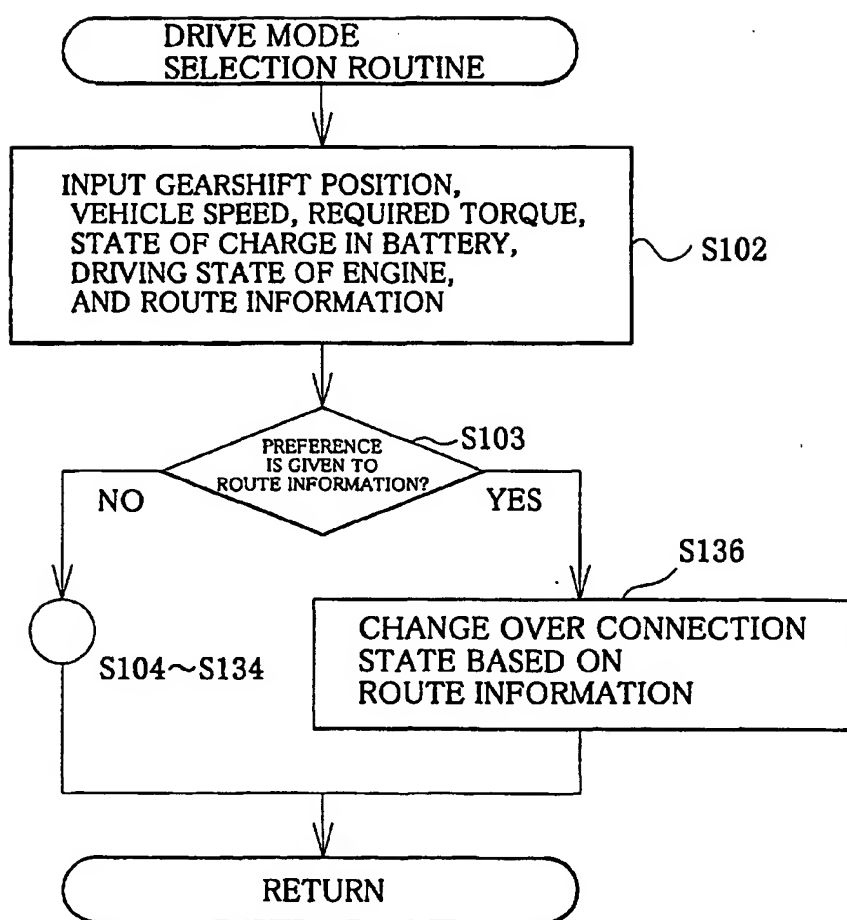 DRIVE MODE
SELECTION ROUTINE
INPUT GEARSHIFT POSITION,
VEHICLE SPEED, REQUIRED TORQUE,
STATE OF CHARGE IN BATTERY,
DRIVING STATE OF ENGINE,
AND ROUTE INFORMATION
S102
PREFERENCE
IS GIVEN TO
ROUTE INFORMATION?
S103
NO
YES
S136
S104~S134
CHANGE OVER CONNECTION
STATE BASED ON
ROUTE INFORMATION
RETURN